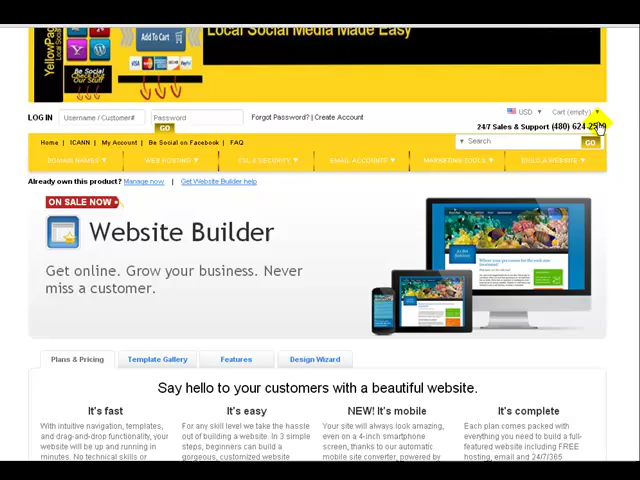 Local Social Media Made Easy
YellowPag
Local Soci
Add To Cart
VISA
PayPal
Be Social
Check Out
Our Stuff
USD
Cart (empty)
LOG IN
Username / Customer#
Password
Forgot Password? | Create Account
GO
24/7 Sales & Support (480) 624-
Home | ICANN | My Account | Be Social on Facebook | FAQ
Search
GO
DOMAIN NAMES
WEB HOSTING
SSL & SECURITY
EMAIL ACCOUNTS
MARKETING TOOLS
BUILD A WEBSITE
Already own this product? Manage now | Get Website Builder help
ON SALE NOW
Website Builder
Get online. Grow your business. Never
miss a customer.
Plans & Pricing
Template Gallery
Features
Design Wizard
Say hello to your customers with a beautiful website.
It's fast
With intuitive navigation, templates,
and drag-and-drop functionality, your
website will be up and running in
minutes. No technical skills or
It's easy
For any skill level we take the hassle
out of building a website. In 3 simple
steps, beginners can build a
gorgeous, customized website
NEW! It's mobile
Your site will always look amazing,
even on a 4-inch smartphone
screen, thanks to our automatic
mobile site converter, powered by
It's complete
Each plan comes packed with
everything you need to build a full-
featured website including FREE
hosting, email and 24/7/365